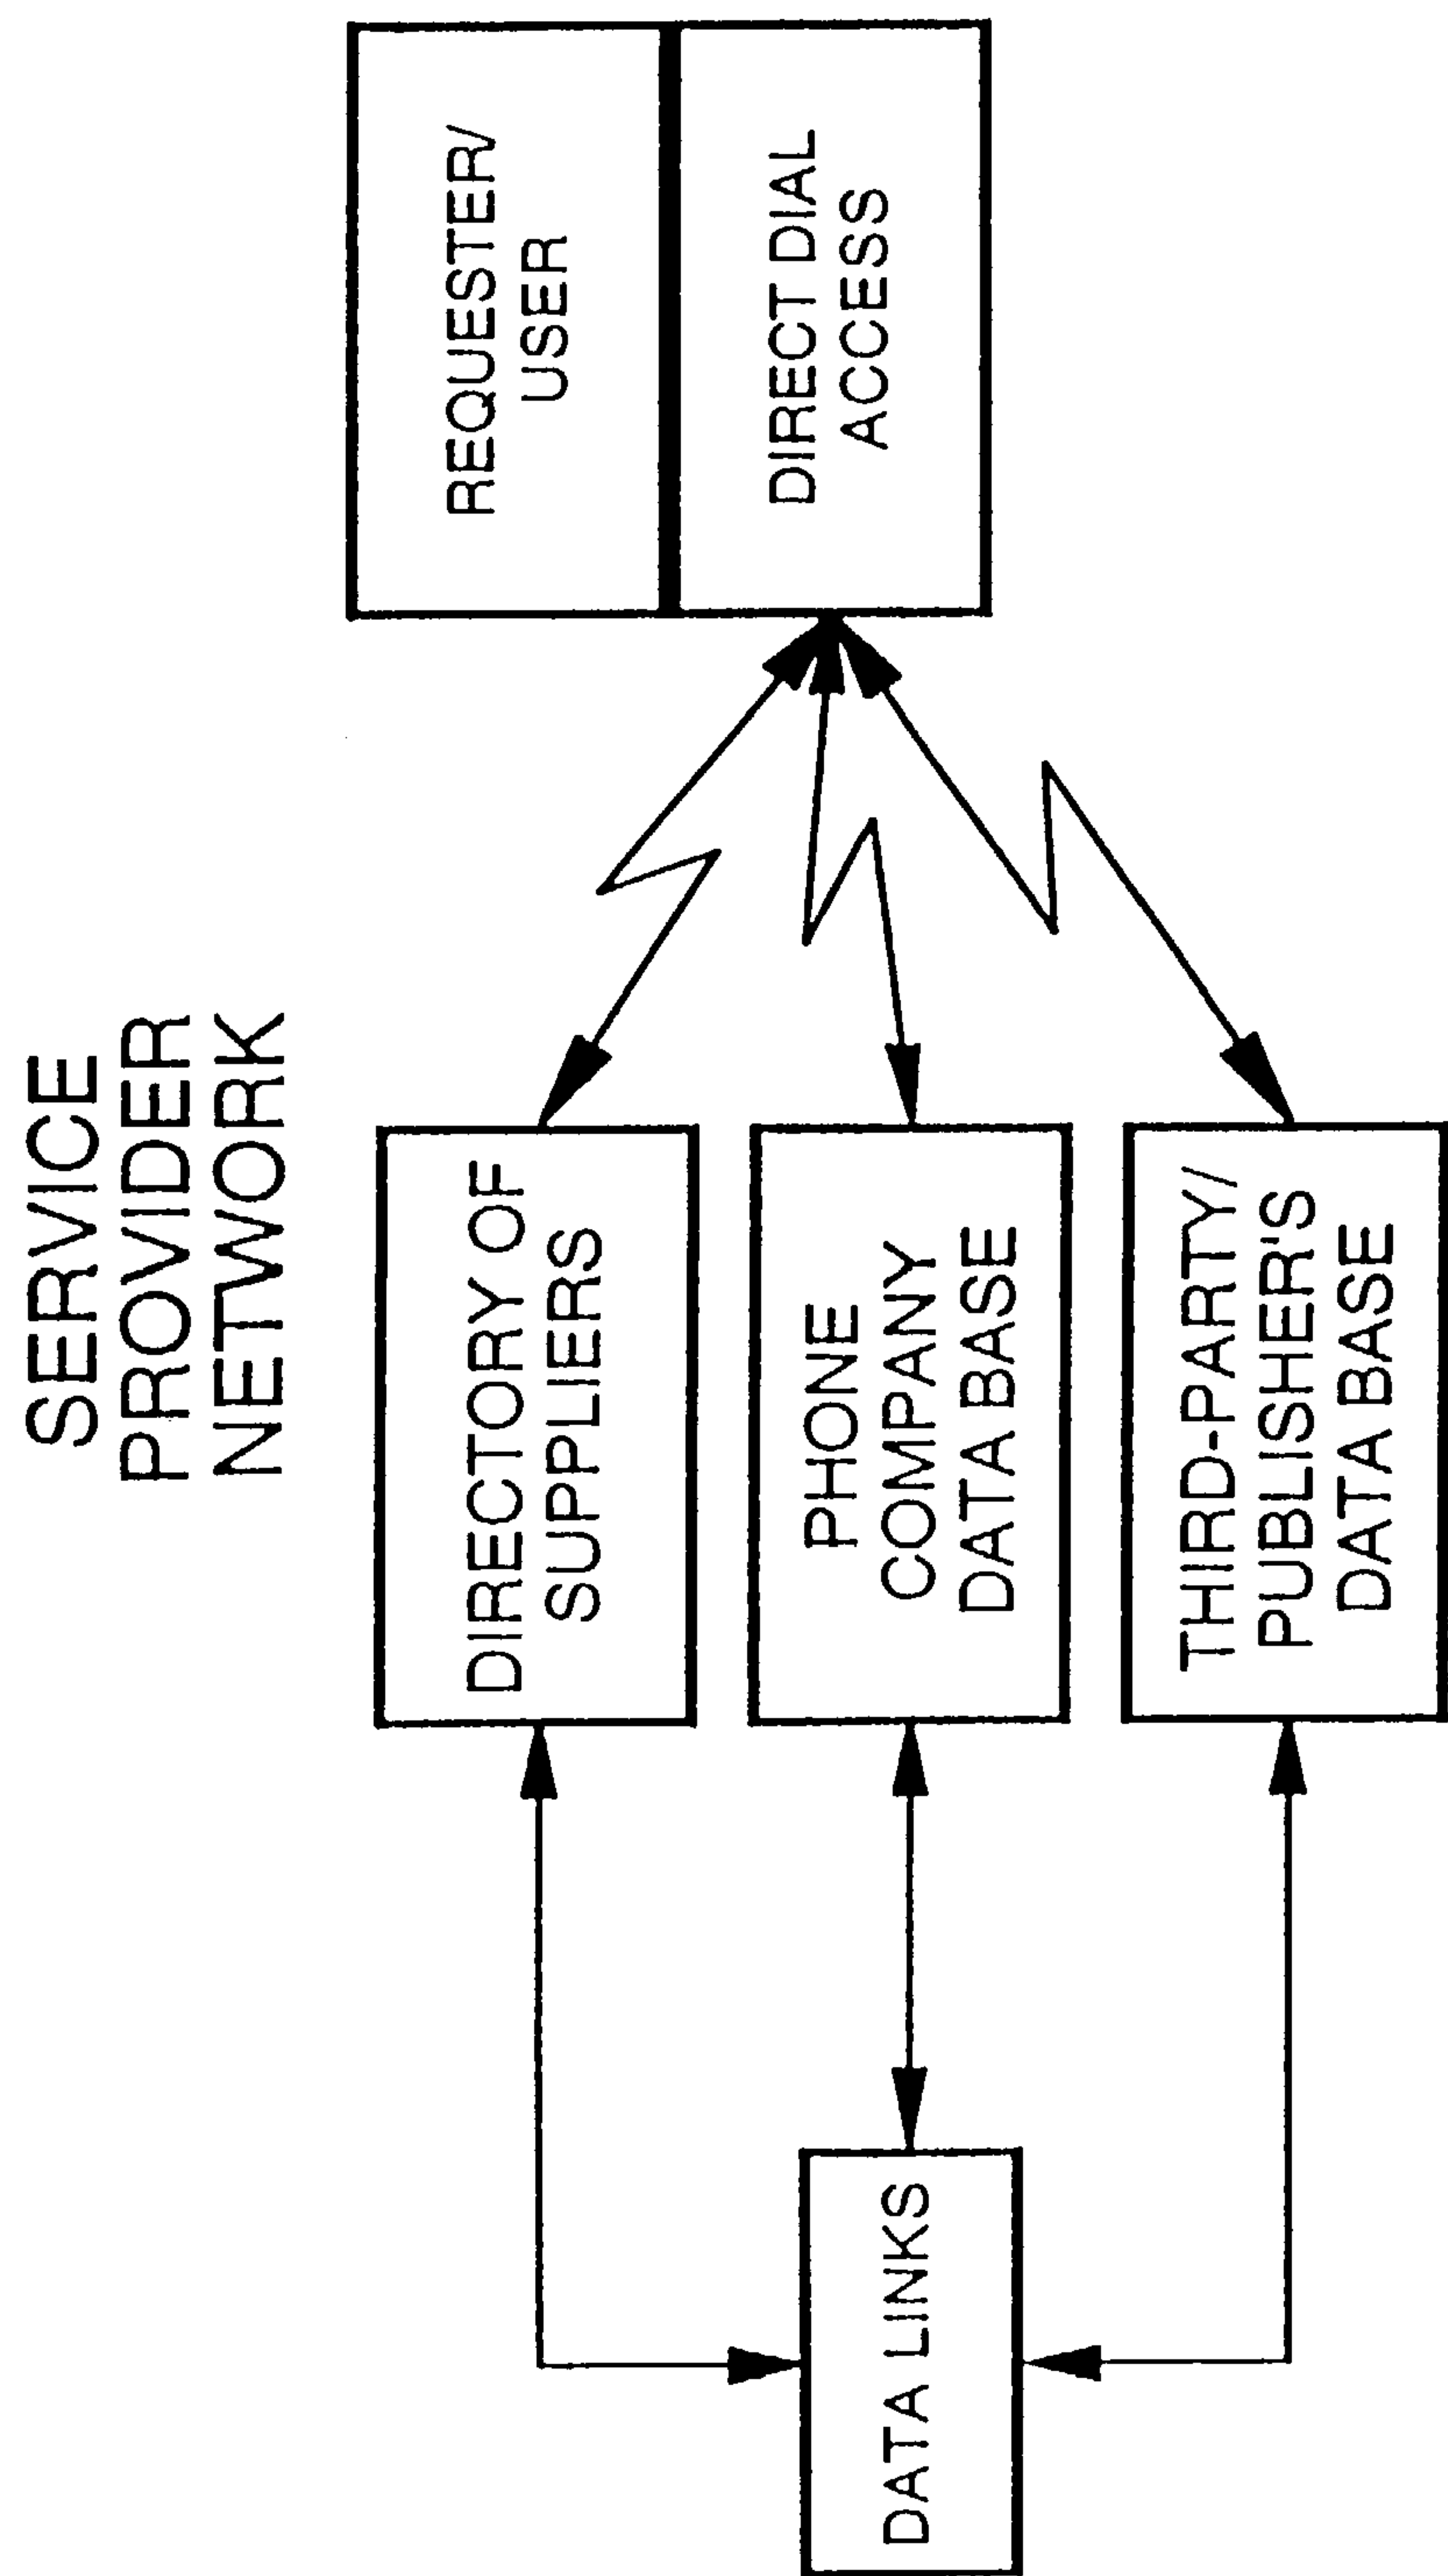 SERVICE
PROVIDER
NETWORK
REQUESTER/
USER
DIRECT DIAL
ACCESS
DIRECTORY OF
SUPPLIERS
PHONE
COMPANY
DATA BASE
THIRD-PARTY/
PUBLISHER'S
DATA BASE
DATA LINKS